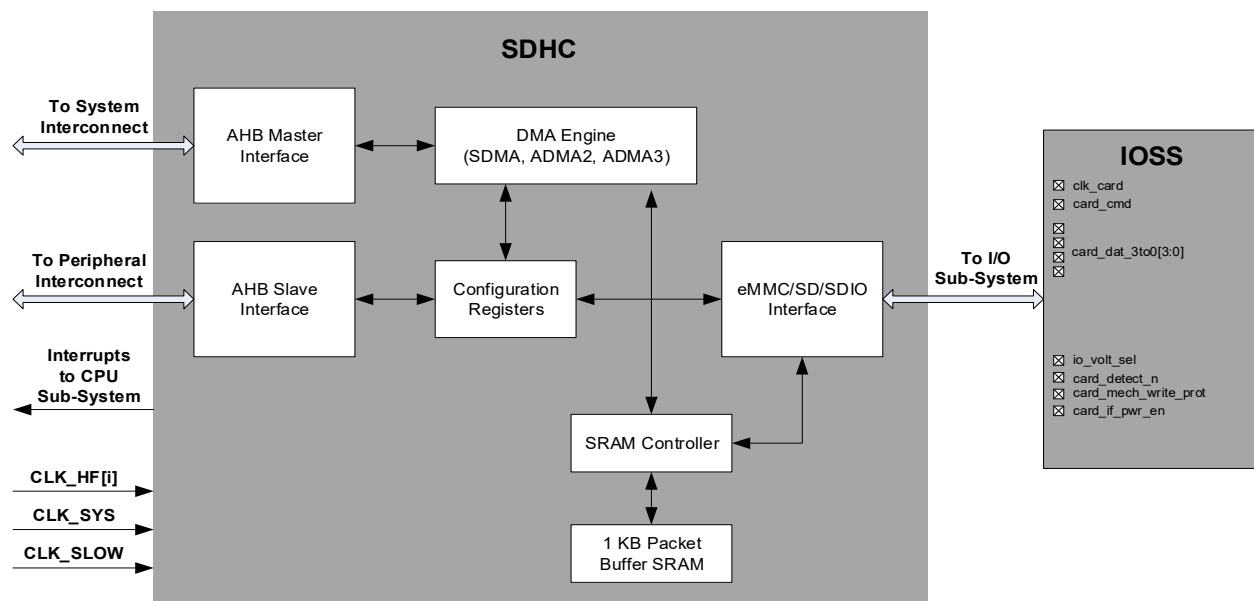 SDHC
To System
Interconnect
AHB Master
Interface
DMA Engine
(SDMA, ADMA2, ADMA3)
To Peripheral
Interconnect
AHB Slave
Interface
Configuration
Registers
eMMC/SD/SDIO
Interface
To I/O
Sub-System
Interrupts
to CPU
Sub-System
SRAM Controller
CLK_HF[i]
CLK_SYS
CLK_SLOW
1 KB Packet
Buffer SRAM
IOSS
clk_card
card_cmd
card_dat_3to0[3:0]
io_volt_sel
card_detect_n
card_mech_write_prot
card_if_pwr_en